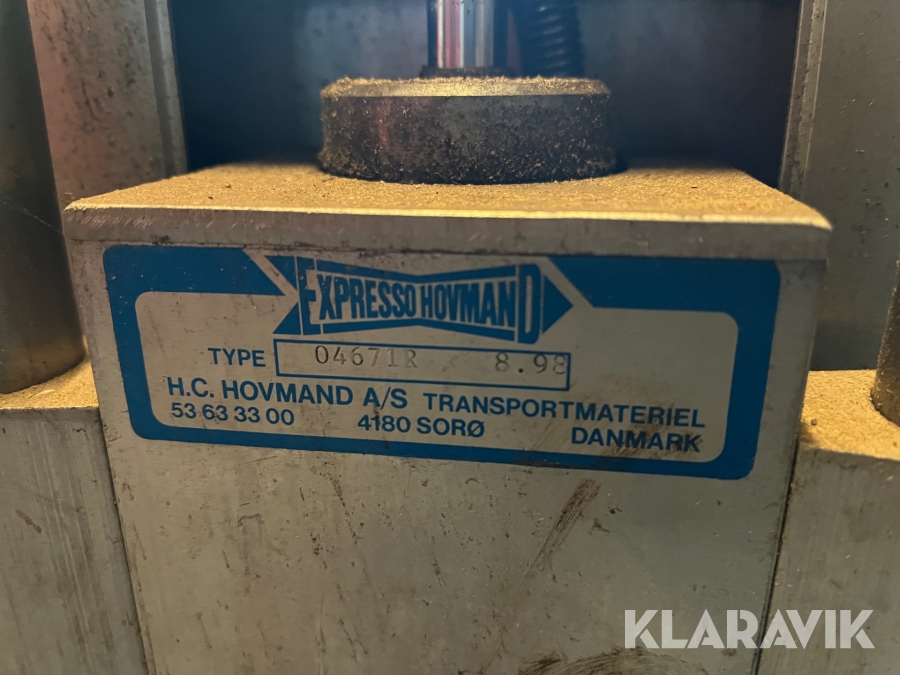 EXPRESSO HOVMAND
TYPE 04671R 8.98
H.C. HOVMAND A/S TRANSPORTMATERIEL
53 63 33 00 4180 SORØ DANMARK
KLARAVIK